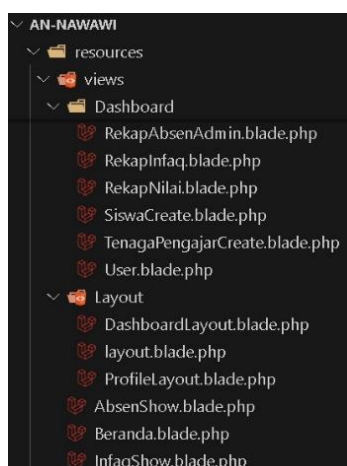 AN-NAWAWI
resources
views
Dashboard
RekapAbsenAdmin.blade.php
RekapInfaq.blade.php
RekapNilai.blade.php
SiswaCreate.blade.php
TenagaPengajarCreate.blade.php
User.blade.php
Layout
DashboardLayout.blade.php
layout.blade.php
ProfileLayout.blade.php
AbsenShow.blade.php
Beranda.blade.php
InfaqShow.blade.php